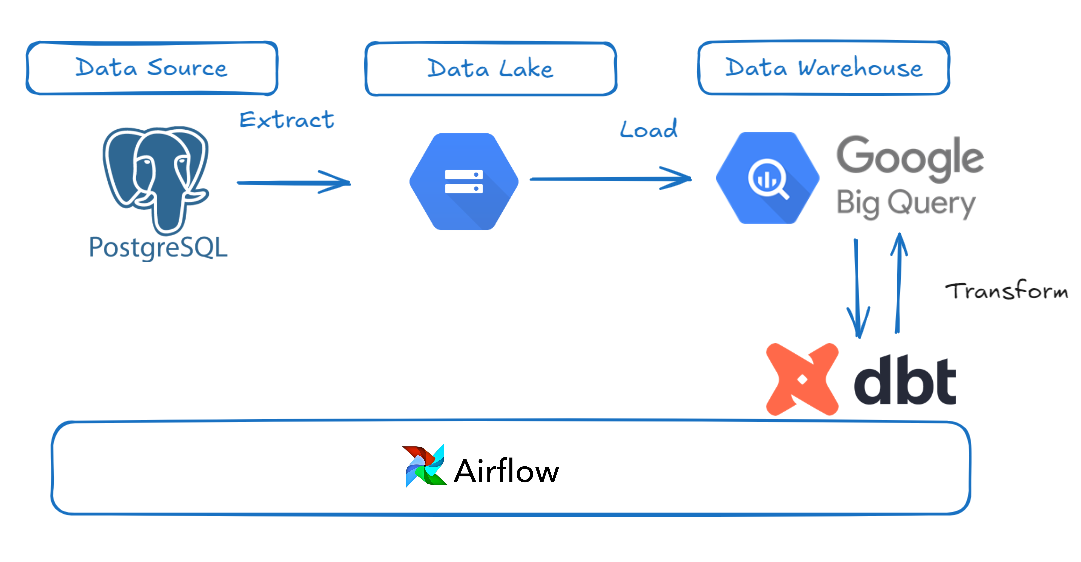 Data Source
Data Lake
Data Warehouse
Extract
Load
Google
Big Query
PostgreSQL
Transform
dbt
Airflow